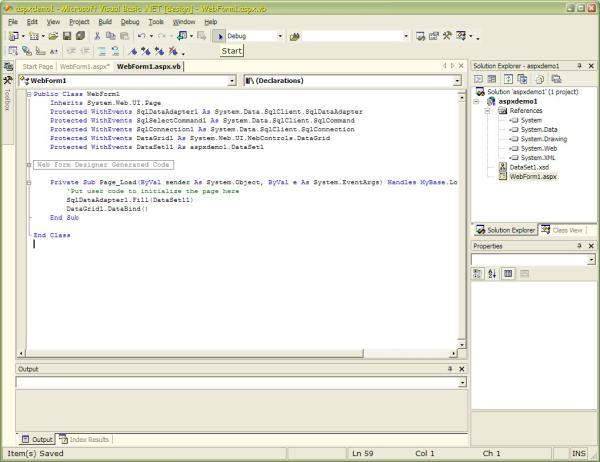 aspxdemo1 - Microsoft Visual Basic .NET [design] - WebForm1.aspx.vb
File Edit View Project Build Debug Tools Window Help
Debug
Start
Start Page WebForm1.aspx* WebForm1.aspx.vb
WebForm1 (Declarations)
Public Class WebForm1
Inherits System.Web.UI.Page
Protected WithEvents SqlDataAdapter1 As System.Data.SqlClient.SqlDataAdapter
Protected WithEvents SqlSelectCommand1 As System.Data.SqlClient.SqlCommand
Protected WithEvents SqlConnection1 As System.Data.SqlClient.SqlConnection
Protected WithEvents DataGrid1 As System.Web.UI.WebControls.DataGrid
Protected WithEvents DataSet11 As aspxdemo1.DataSet1
Web Form Designer Generated Code
Private Sub Page_Load(ByVal sender As System.Object, ByVal e As System.EventArgs) Handles MyBase.Lo
'Put user code to initialize the page here
SqlDataAdapter1.Fill(DataSet11)
DataGrid1.DataBind()
End Sub
End Class
Toolbox
Solution Explorer - aspxdemo1
Solution 'aspxdemo1' (1 project)
aspxdemo1
References
System
System.Data
System.Drawing
System.Web
System.XML
DataSet1.xsd
WebForm1.aspx
Solution Explorer Class View
Properties
Output
Output Index Results
Item(s) Saved Ln 59 Col 1 Ch 1 INS